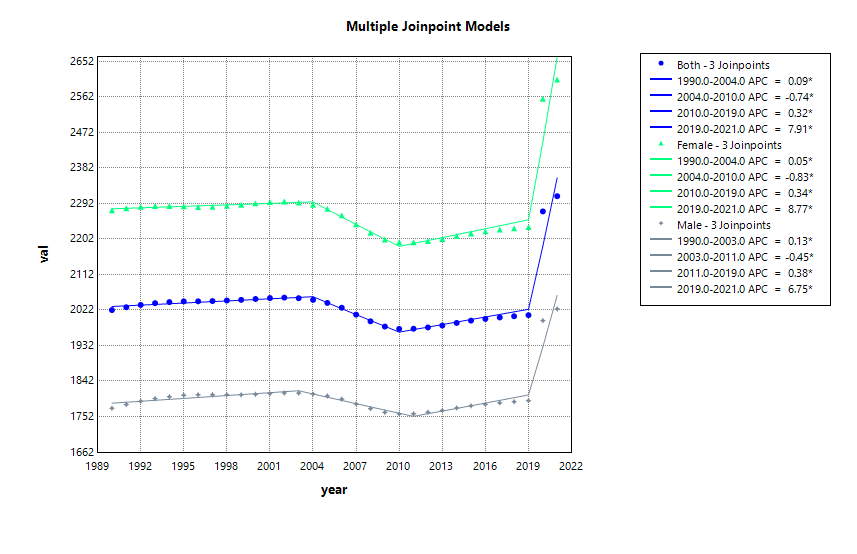 Multiple Joinpoint Models
2652
2562
2472
2382
2292
2202
2112
2022
1932
1842
1752
1662
val
1989 1992 1995 1998 2001 2004 2007 2010 2013 2016 2019 2022
year
Both - 3 Joinpoints
1990.0-2004.0 APC = 0.09*
2004.0-2010.0 APC = -0.74*
2010.0-2019.0 APC = 0.32*
2019.0-2021.0 APC = 7.91*
Female - 3 Joinpoints
1990.0-2004.0 APC = 0.05*
2004.0-2010.0 APC = -0.83*
2010.0-2019.0 APC = 0.34*
2019.0-2021.0 APC = 8.77*
Male - 3 Joinpoints
1990.0-2003.0 APC = 0.13*
2003.0-2011.0 APC = -0.45*
2011.0-2019.0 APC = 0.38*
2019.0-2021.0 APC = 6.75*